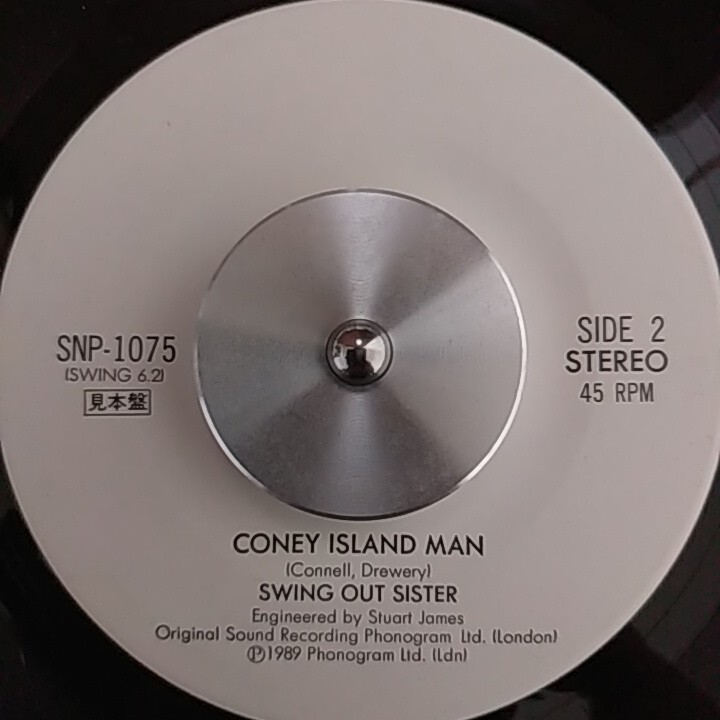 SNP-1075
(SWING 6.2)
見本盤
SIDE 2
STEREO
45 RPM
CONEY ISLAND MAN
(Connell, Drewery)
SWING OUT SISTER
Engineered by Stuart James
Original Sound Recording Phonogram Ltd. (London)
Ⓟ1989 Phonogram Ltd. (Ldn)